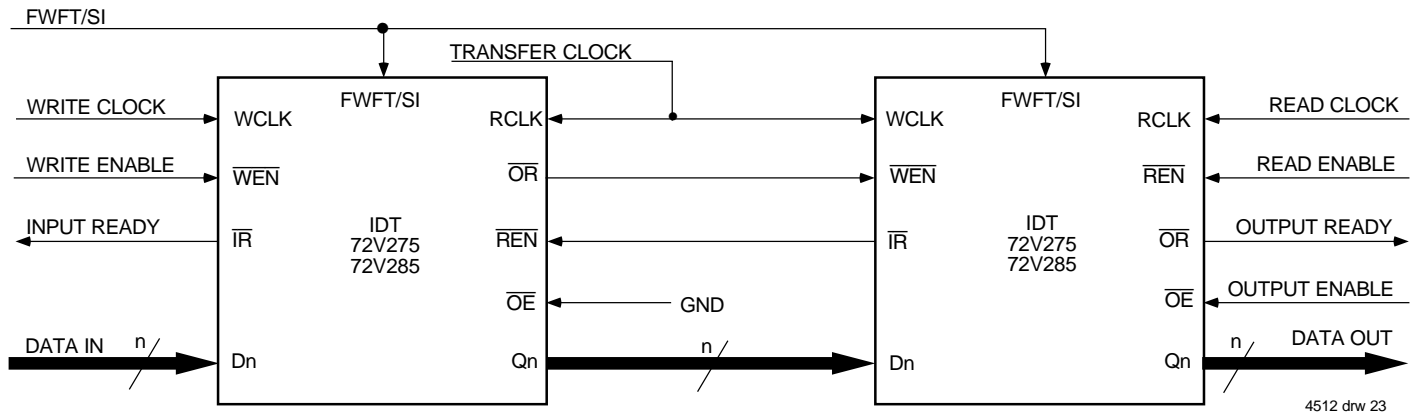 FWFT/SI
TRANSFER CLOCK
FWFT/SI
FWFT/SI
WRITE CLOCK
WCLK
RCLK
WCLK
RCLK
READ CLOCK
WRITE ENABLE
WEN
OR
WEN
REN
READ ENABLE
INPUT READY
IR
IDT
72V275
72V285
REN
IR
IDT
72V275
72V285
OR
OUTPUT READY
OE
GND
OE
OUTPUT ENABLE
DATA IN
n
Dn
Qn
n
Dn
Qn
n
DATA OUT
4512 drw 23